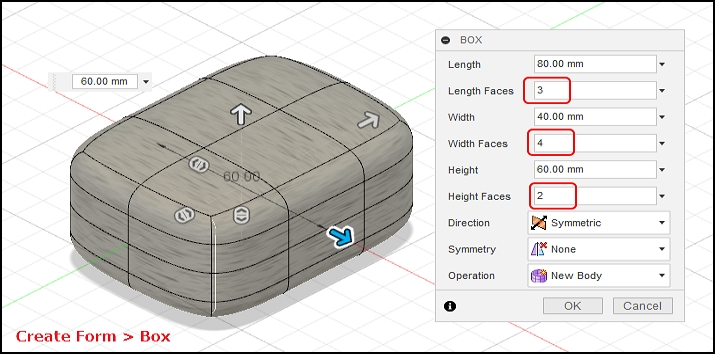 BOX
60.00 mm
Length 80.00 mm
Length Faces 3
Width 40.00 mm
Width Faces 4
Height 60.00 mm
Height Faces 2
Direction Symmetric
Symmetry None
Operation New Body
60.00
OK Cancel
Create Form > Box